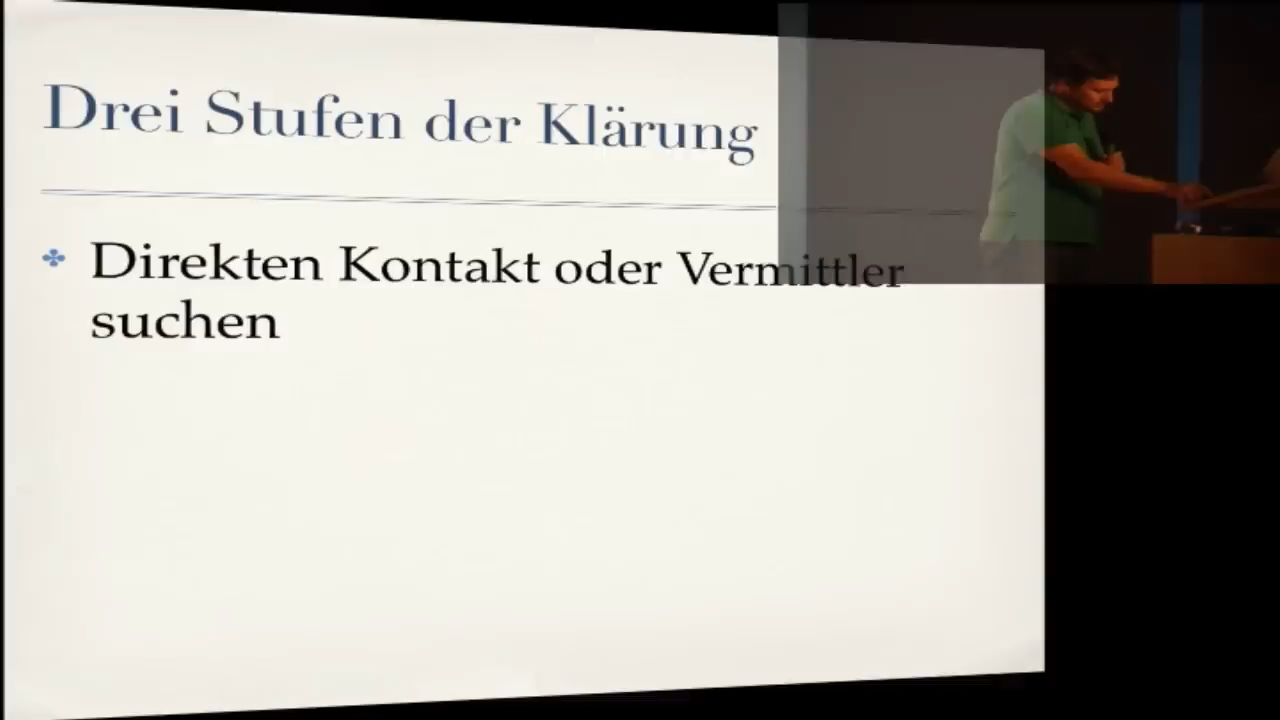 Drei Stufen der Klärung
Direkten Kontakt oder Vermittler
suchen